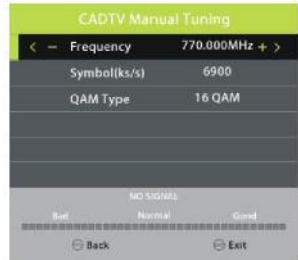 CADTV Manual Tuning
< − Frequency 770.000MHz + >
Symbol(ks/s) 6900
QAM Type 16 QAM
NO SIGNAL
Bad Normal Good
Back Exit